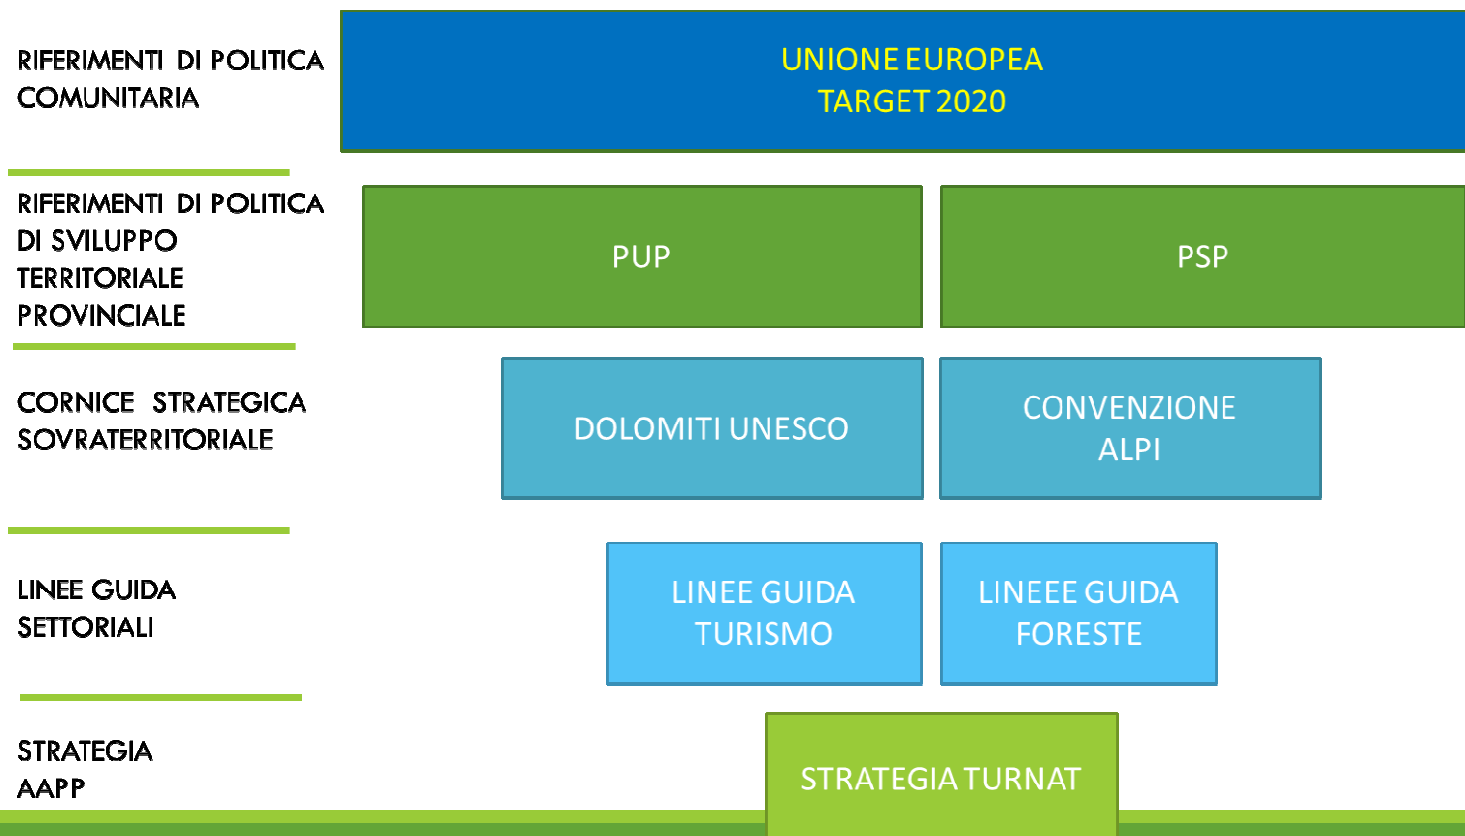 RIFERIMENTI DI POLITICA
COMUNITARIA
UNIONE EUROPEA
TARGET 2020
RIFERIMENTI DI POLITICA
DI SVILUPPO
TERRITORIALE
PROVINCIALE
PUP
PSP
CORNICE STRATEGICA
SOVRATERRITORIALE
DOLOMITI UNESCO
CONVENZIONE
ALPI
LINEE GUIDA
SETTORIALI
LINEE GUIDA
TURISMO
LINEEE GUIDA
FORESTE
STRATEGIA
AAPP
STRATEGIA TURNAT